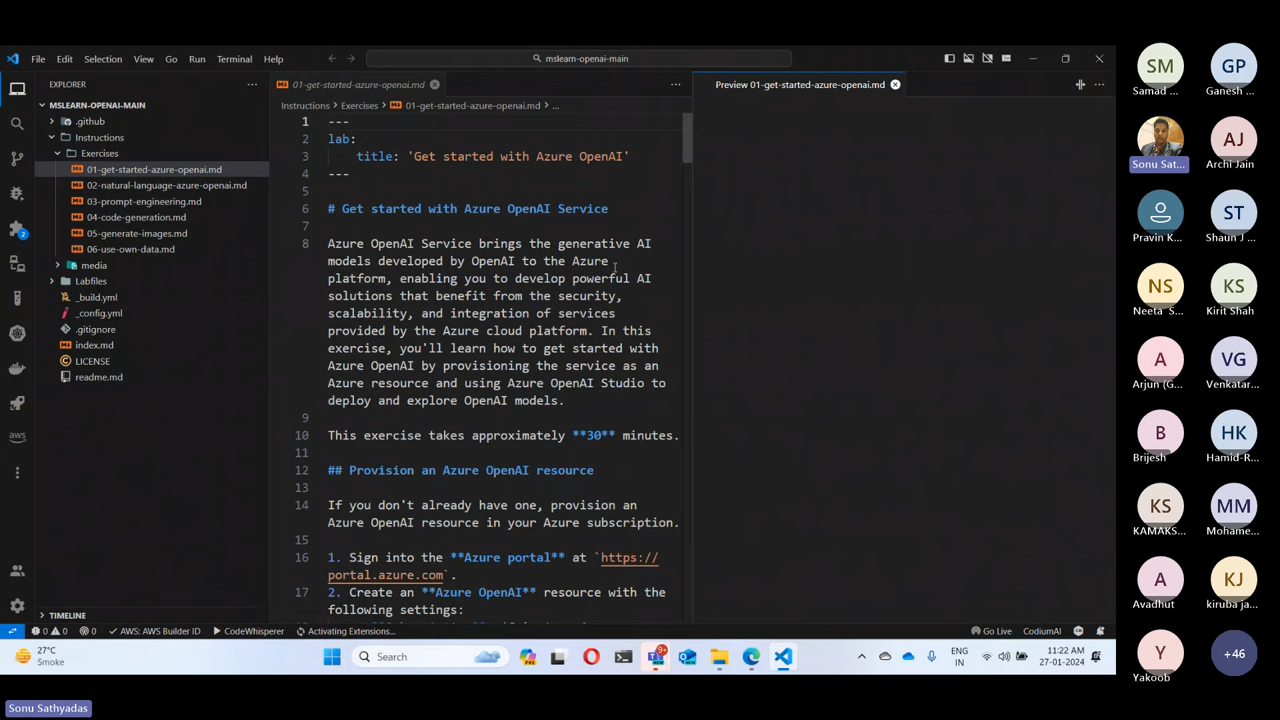 File Edit Selection View Go Run Terminal Help
mslearn-openai-main
EXPLORER
MSLEARN-OPENAI-MAIN
.github
Instructions
Exercises
01-get-started-azure-openai.md
02-natural-language-azure-openai.md
03-prompt-engineering.md
04-code-generation.md
05-generate-images.md
06-use-own-data.md
media
Labfiles
_build.yml
_config.yml
.gitignore
index.md
LICENSE
readme.md
TIMELINE
2
01-get-started-azure-openai.md
Instructions > Exercises > 01-get-started-azure-openai.md > ...
1 ---
2 lab:
3 title: 'Get started with Azure OpenAI'
4 ---
5
6 # Get started with Azure OpenAI Service
7
8 Azure OpenAI Service brings the generative AI
models developed by OpenAI to the Azure
platform, enabling you to develop powerful AI
solutions that benefit from the security,
scalability, and integration of services
provided by the Azure cloud platform. In this
exercise, you'll learn how to get started with
Azure OpenAI by provisioning the service as an
Azure resource and using Azure OpenAI Studio to
deploy and explore OpenAI models.
9
10 This exercise takes approximately **30** minutes.
11
12 ## Provision an Azure OpenAI resource
13
14 If you don't already have one, provision an
Azure OpenAI resource in your Azure subscription.
15
16 1. Sign into the **Azure portal** at `https://
portal.azure.com`.
17 2. Create an **Azure OpenAI** resource with the
following settings:
Preview 01-get-started-azure-openai.md
aws
0 0 0 AWS: AWS Builder ID CodeWhisperer Activating Extensions...
Go Live CodiumAI
27°C
Smoke
Search
NEW
9+
ENG
IN
11:22 AM
27-01-2024
SM
Samad ...
GP
Ganesh ...
Sonu Sat...
AJ
Archi Jain
Pravin K...
ST
Shaun J ...
NS
Neeta S...
KS
Kirit Shah
A
Arjun (G...
VG
Venkatar...
B
Brijesh
HK
Hamid-R...
KS
KAMAKS...
MM
Mohame...
A
Avadhut
KJ
kiruba ja...
Y
Yakoob
+46
Sonu Sathyadas